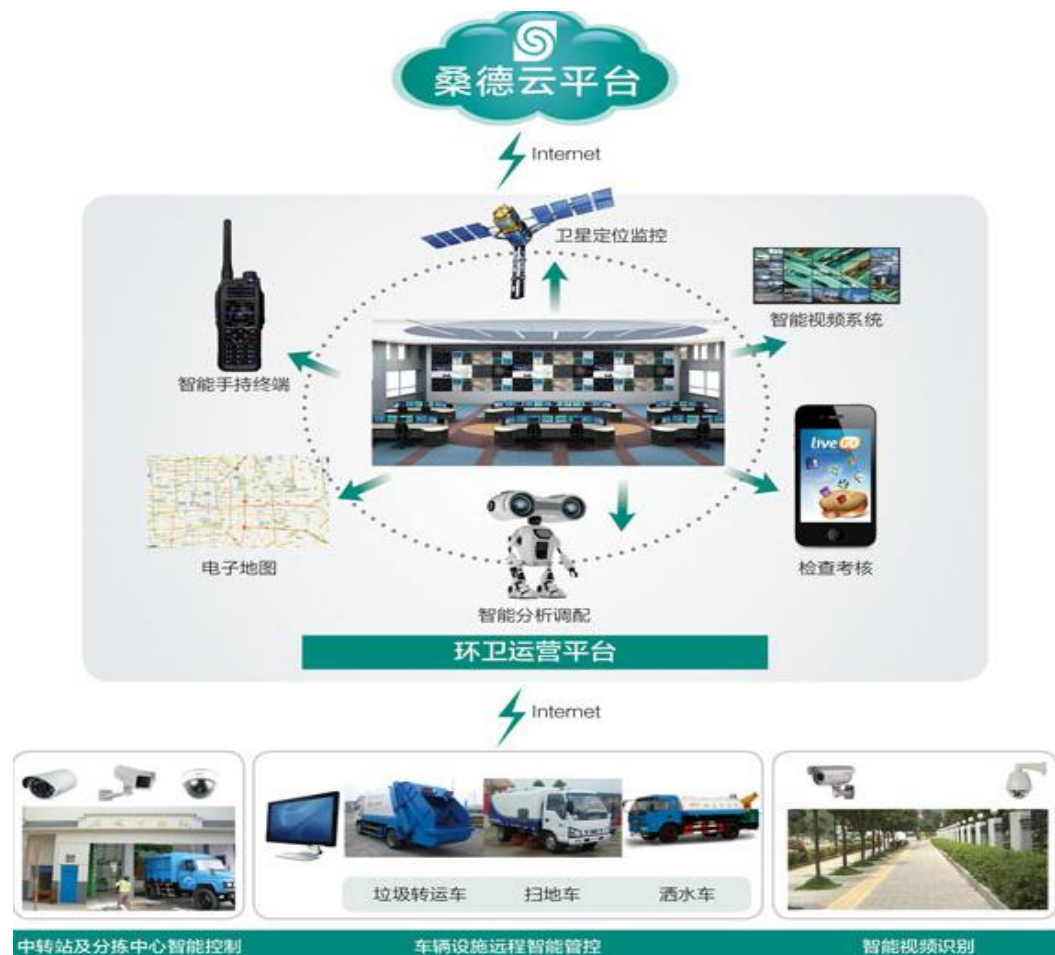 桑德云平台
Internet
卫星定位监控
智能视频系统
智能手持终端
live GO
电子地图
检查考核
智能分析调配
环卫运营平台
Internet
垃圾转运车
扫地车
洒水车
中转站及分拣中心智能控制
车辆设施远程智能管控
智能视频识别